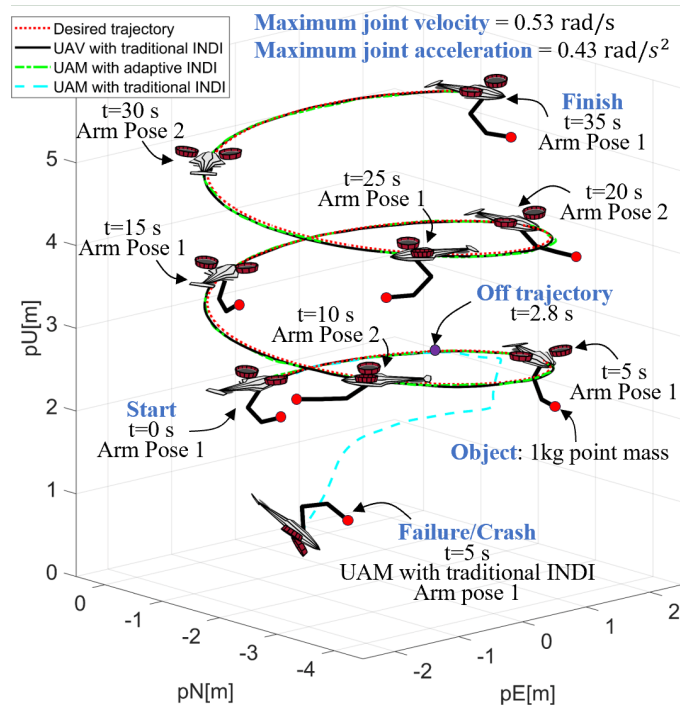 Desired trajectory
UAV with traditional INDI
UAM with adaptive INDI
UAM with traditional INDI
Maximum joint velocity = 0.53 rad/s
Maximum joint acceleration = 0.43 rad/s²
t=30 s
Arm Pose 2
Finish
t=35 s
Arm Pose 1
t=25 s
Arm Pose 1
t=20 s
Arm Pose 2
t=15 s
Arm Pose 1
Off trajectory
t=2.8 s
t=10 s
Arm Pose 2
t=5 s
Arm Pose 1
Start
t=0 s
Arm Pose 1
Object: 1kg point mass
Failure/Crash
t=5 s
UAM with traditional INDI
Arm pose 1
pU[m]
5
4
3
2
1
0
0
-1
-2
-3
-4
pN[m]
-2
-1
0
1
2
pE[m]